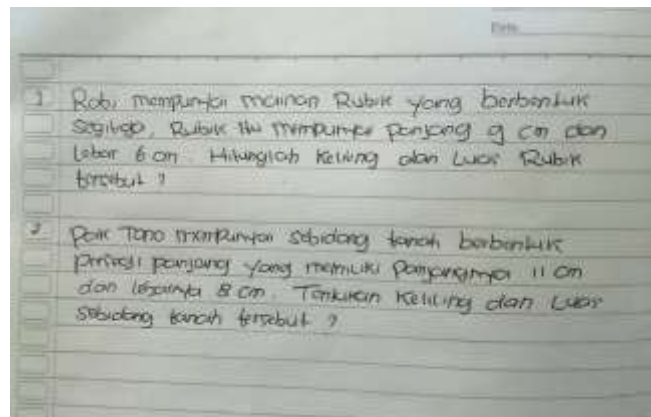 Date
1 Robi mempunyai mainan Rubik yang berbentuk
Segitiga, Rubik itu mempunyai panjang 9 cm dan
Lebar 6 cm. Hitunglah keliling dan Luas Rubik
tersebut ?
2 Pak Tono mempunyai sebidang tanah berbentuk
persegi panjang yang memiliki panjangnya 11 cm
dan lebarnya 8 cm. Tentukan keliling dan Luas
sebidang tanah tersebut ?